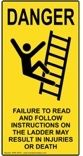 DANGER
FAILURE TO READ
AND FOLLOW
INSTRUCTIONS ON
THE LADDER MAY
RESULT IN INJURIES
OR DEATH